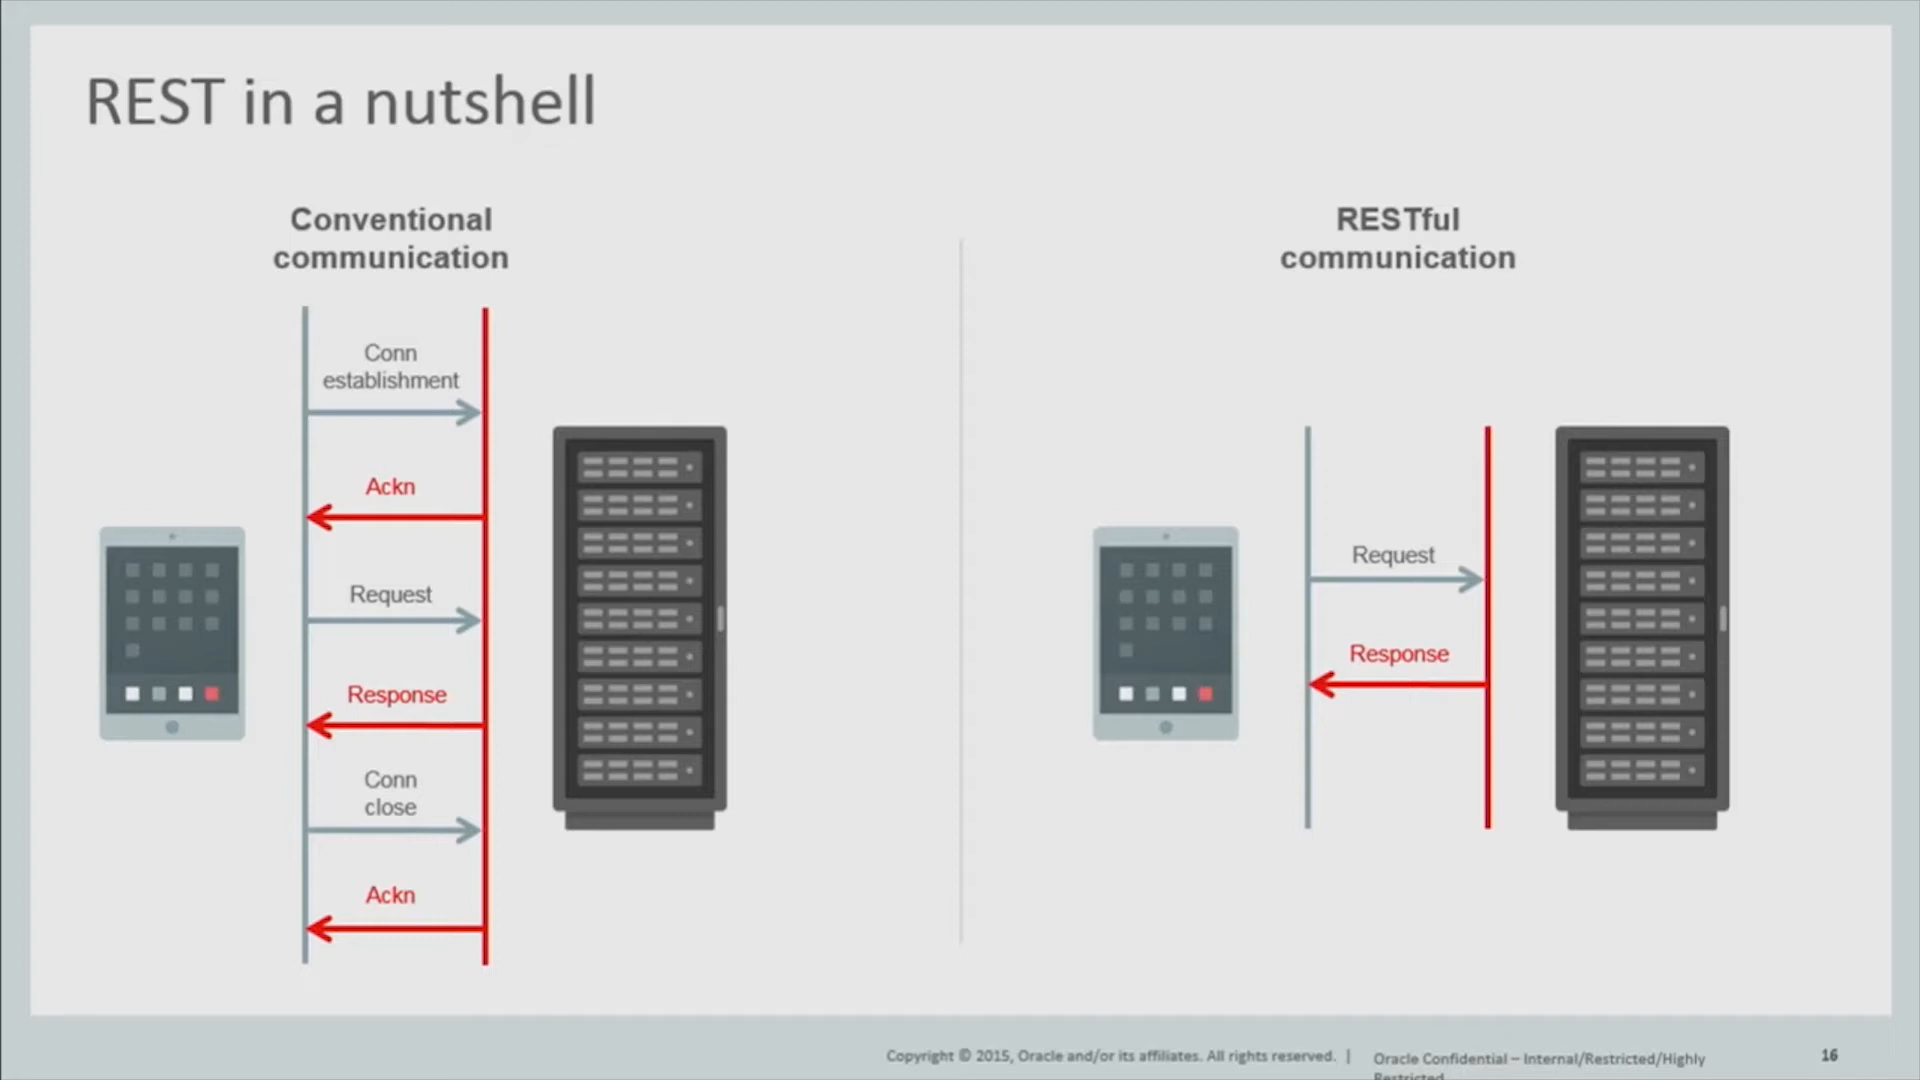 REST in a nutshell
Conventional
communication
Conn
establishment
Ackn
Request
Response
Conn
close
Ackn
RESTful
communication
Request
Response
Copyright © 2015, Oracle and/or its affiliates. All rights reserved. |
Oracle Confidential – Internal/Restricted/Highly
Restricted
16